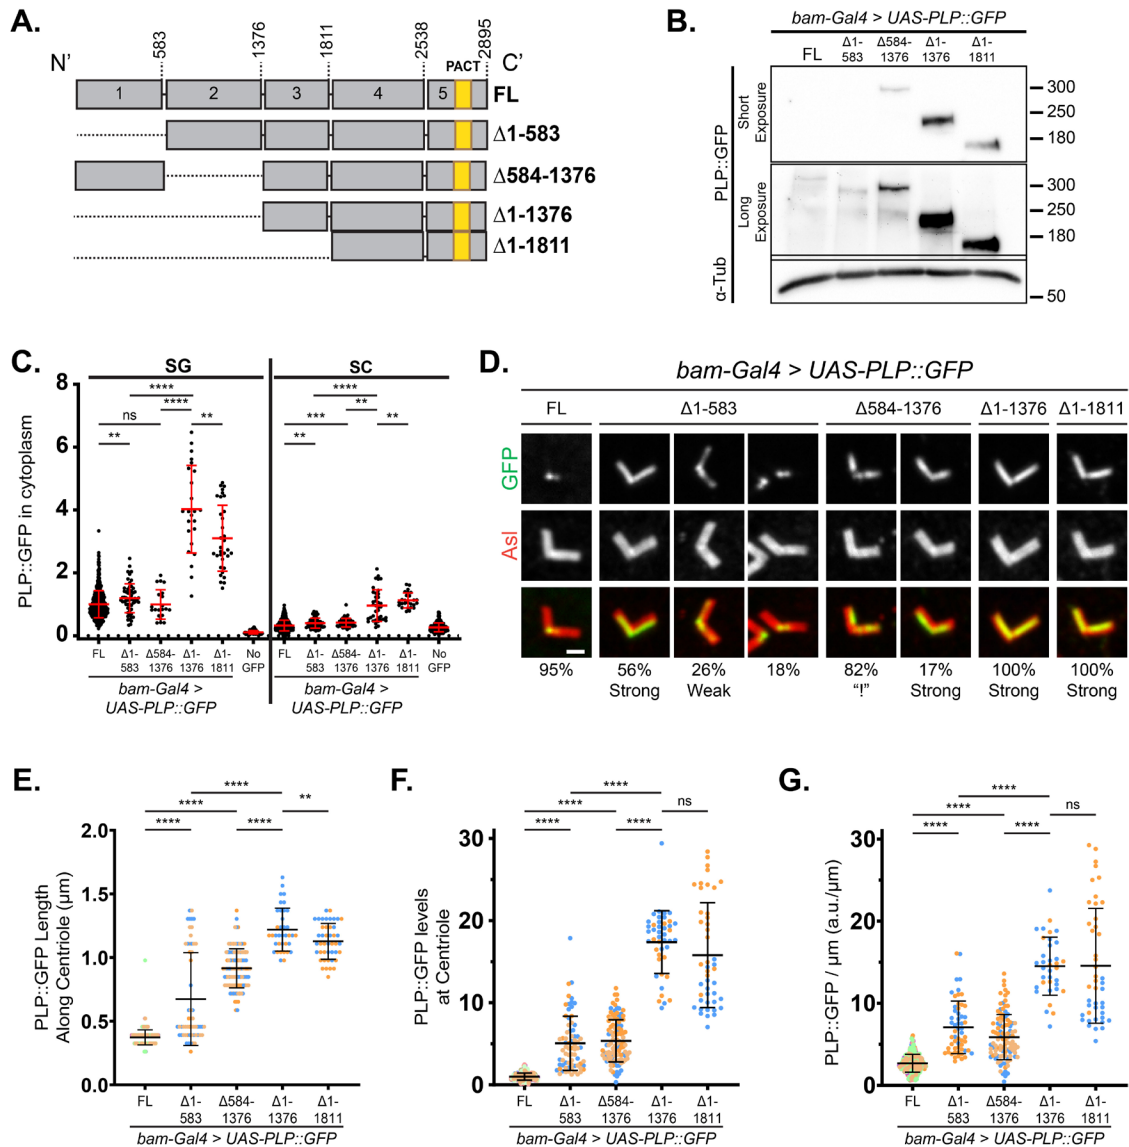 A.
583
1376
1811
2538
2895
N'
PACT
C'
1
2
3
4
5
FL
Δ1-583
Δ584-1376
Δ1-1376
Δ1-1811
B.
bam-Gal4 > UAS-PLP::GFP
FL
Δ1-
583
Δ584-
1376
Δ1-
1376
Δ1-
1811
PLP::GFP
Short
Exposure
300
250
180
Long
Exposure
300
250
180
α-Tub
50
C.
SG
SC
PLP::GFP in cytoplasm
8
6
4
2
0
****
ns
****
**
**
****
**
***
**
**
FL
Δ1-
583
Δ584-
1376
Δ1-
1376
Δ1-
1811
No
GFP
FL
Δ1-
583
Δ584-
1376
Δ1-
1376
Δ1-
1811
No
GFP
bam-Gal4 >
UAS-PLP::GFP
bam-Gal4 >
UAS-PLP::GFP
D.
bam-Gal4 > UAS-PLP::GFP
FL
Δ1-583
Δ584-1376
Δ1-1376
Δ1-1811
GFP
Asl
95%
56%
Strong
26%
Weak
18%
82%
"!"
17%
Strong
100%
Strong
100%
Strong
E.
PLP::GFP Length
Along Centriole (μm)
2.0
1.5
1.0
0.5
0.0
****
****
**
****
****
FL
Δ1-
583
Δ584-
1376
Δ1-
1376
Δ1-
1811
bam-Gal4 > UAS-PLP::GFP
F.
PLP::GFP levels
at Centriole
30
20
10
0
****
****
ns
****
****
FL
Δ1-
583
Δ584-
1376
Δ1-
1376
Δ1-
1811
bam-Gal4 > UAS-PLP::GFP
G.
PLP::GFP / μm (a.u./μm)
30
25
20
15
10
5
0
****
****
ns
****
****
FL
Δ1-
583
Δ584-
1376
Δ1-
1376
Δ1-
1811
bam-Gal4 > UAS-PLP::GFP